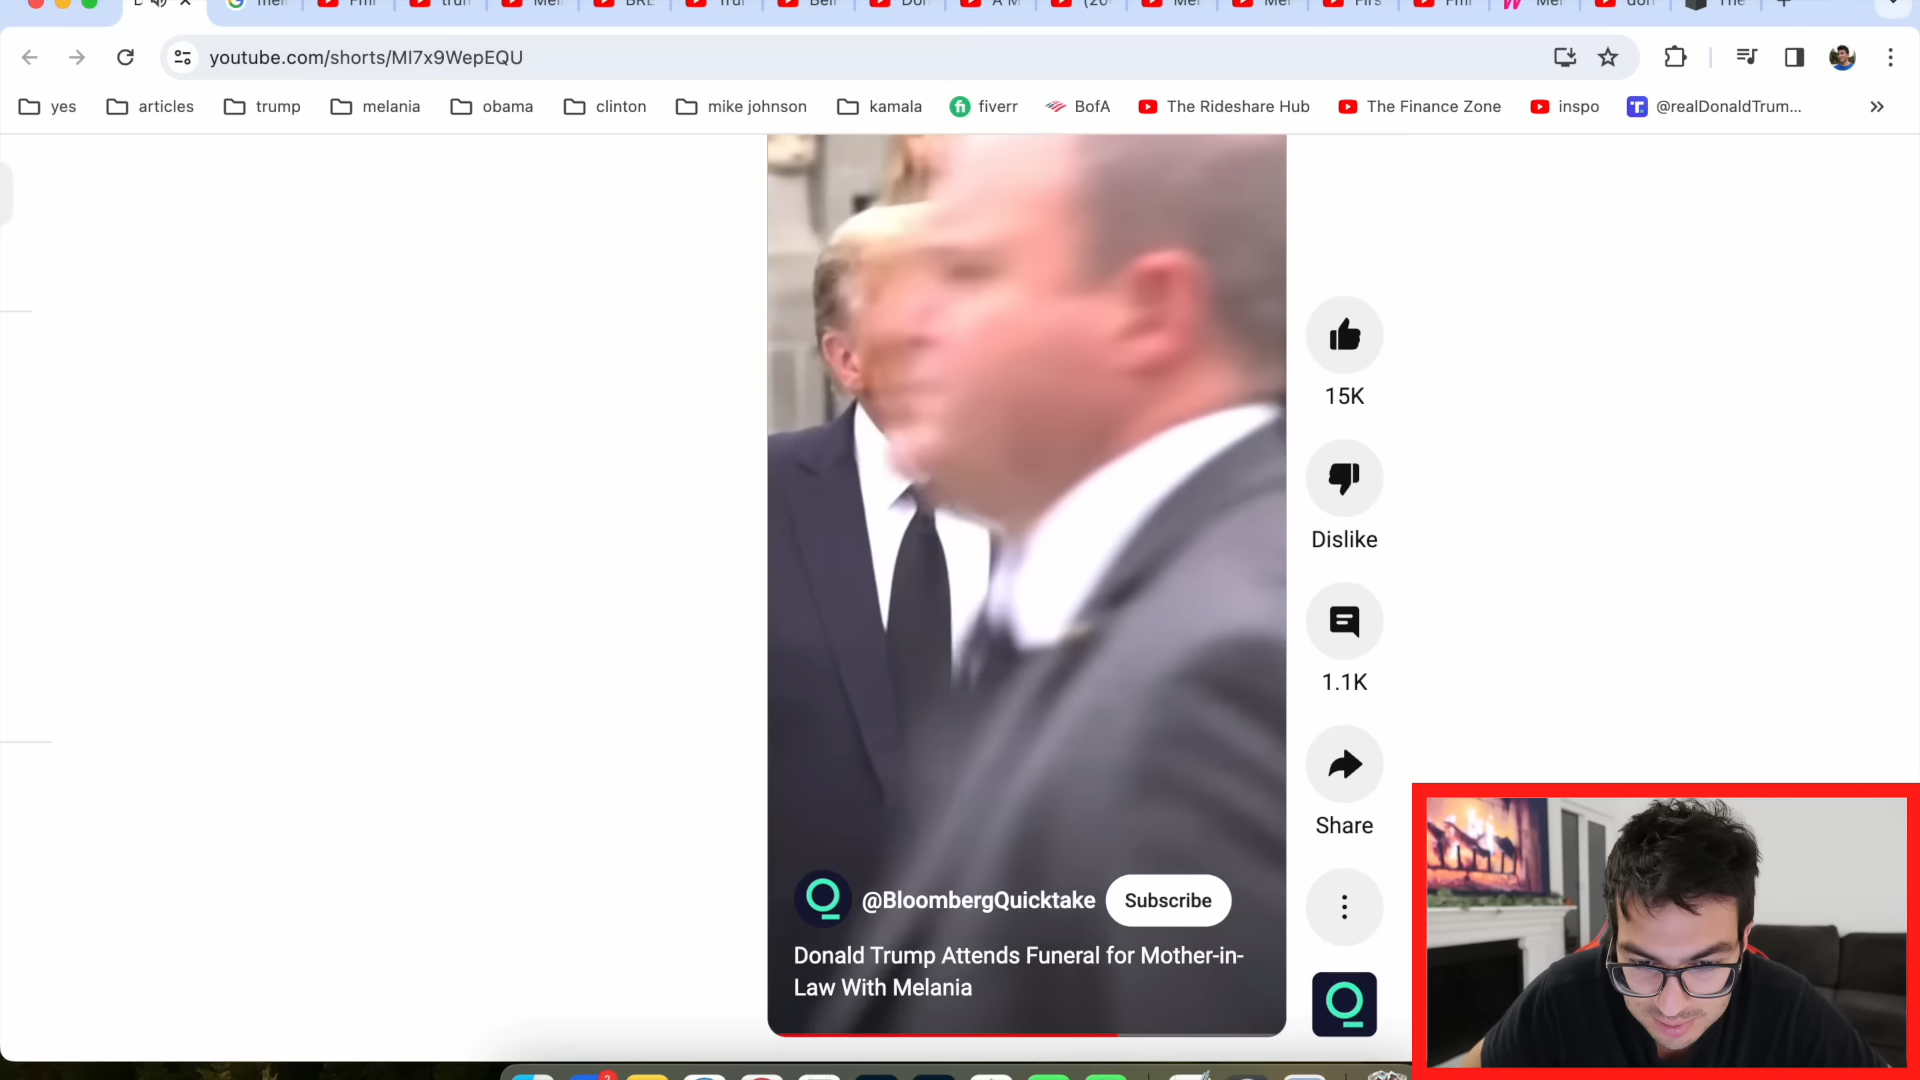 youtube.com/shorts/MI7x9WepEQU
yes articles trump melania obama clinton mike johnson kamala fiverr BofA The Rideshare Hub The Finance Zone inspo @realDonaldTrum...
15K
Dislike
1.1K
Share
@BloombergQuicktake Subscribe
Donald Trump Attends Funeral for Mother-in-
Law With Melania